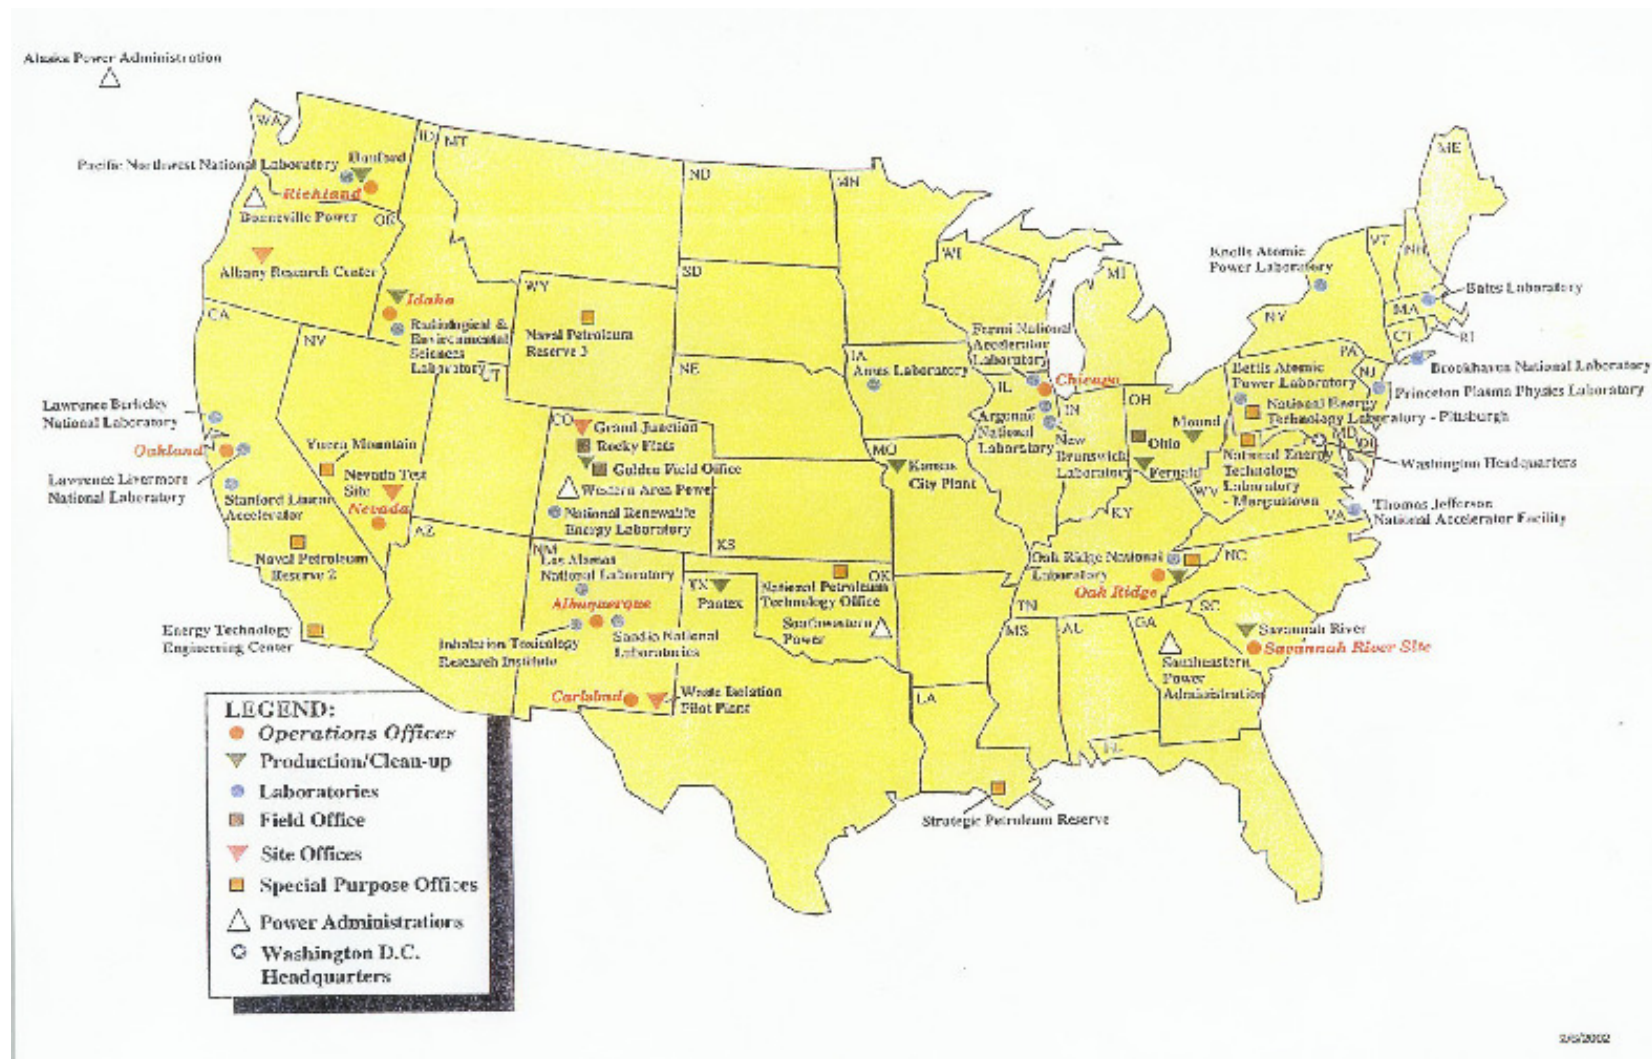 Alaska Power Administration
WA
ID
MT
ND
MN
ME
Pacific Northwest National Laboratory
Hanford
Richland
Bonneville Power
OR
Albany Research Center
SD
WI
MI
VT
NH
Knolls Atomic
Power Laboratory
Bates Laboratory
MA
CT
RI
NY
CA
NV
Idaho
Radiological &
Environmental
Sciences
Laboratory
UT
WY
Naval Petroleum
Reserve 3
NE
IA
Ames Laboratory
Fermi National
Accelerator
Laboratory
IL
Chicago
Argonne
National
Laboratory
IN
New
Brunswick
Laboratory
OH
Mound
Ohio
Fernald
PA
NJ
Bettis Atomic
Power Laboratory
National Energy
Technology Laboratory - Pittsburgh
Brookhaven National Laboratory
Princeton Plasma Physics Laboratory
MD
DE
Washington Headquarters
National Energy
Technology
Laboratory
- Morgantown
WV
VA
Thomas Jefferson
National Accelerator Facility
Lawrence Berkeley
National Laboratory
Oakland
Lawrence Livermore
National Laboratory
Stanford Linear
Accelerator
Yucca Mountain
Nevada Test
Site
Nevada
Naval Petroleum
Reserve 2
Energy Technology
Engineering Center
AZ
CO
Grand Junction
Rocky Flats
Golden Field Office
Western Area Power
National Renewable
Energy Laboratory
KS
MO
Kansas
City Plant
KY
NM
Los Alamos
National Laboratory
Albuquerque
Inhalation Toxicology
Research Institute
Sandia National
Laboratories
Carlsbad
Waste Isolation
Pilot Plant
TX
Pantex
OK
National Petroleum
Technology Office
Southwestern
Power
Oak Ridge National
Laboratory
Oak Ridge
TN
NC
SC
MS
AL
GA
Savannah River
Savannah River Site
Southeastern
Power
Administration
LA
FL
Strategic Petroleum Reserve
LEGEND:
Operations Offices
Production/Clean-up
Laboratories
Field Office
Site Offices
Special Purpose Offices
Power Administrations
Washington D.C.
Headquarters